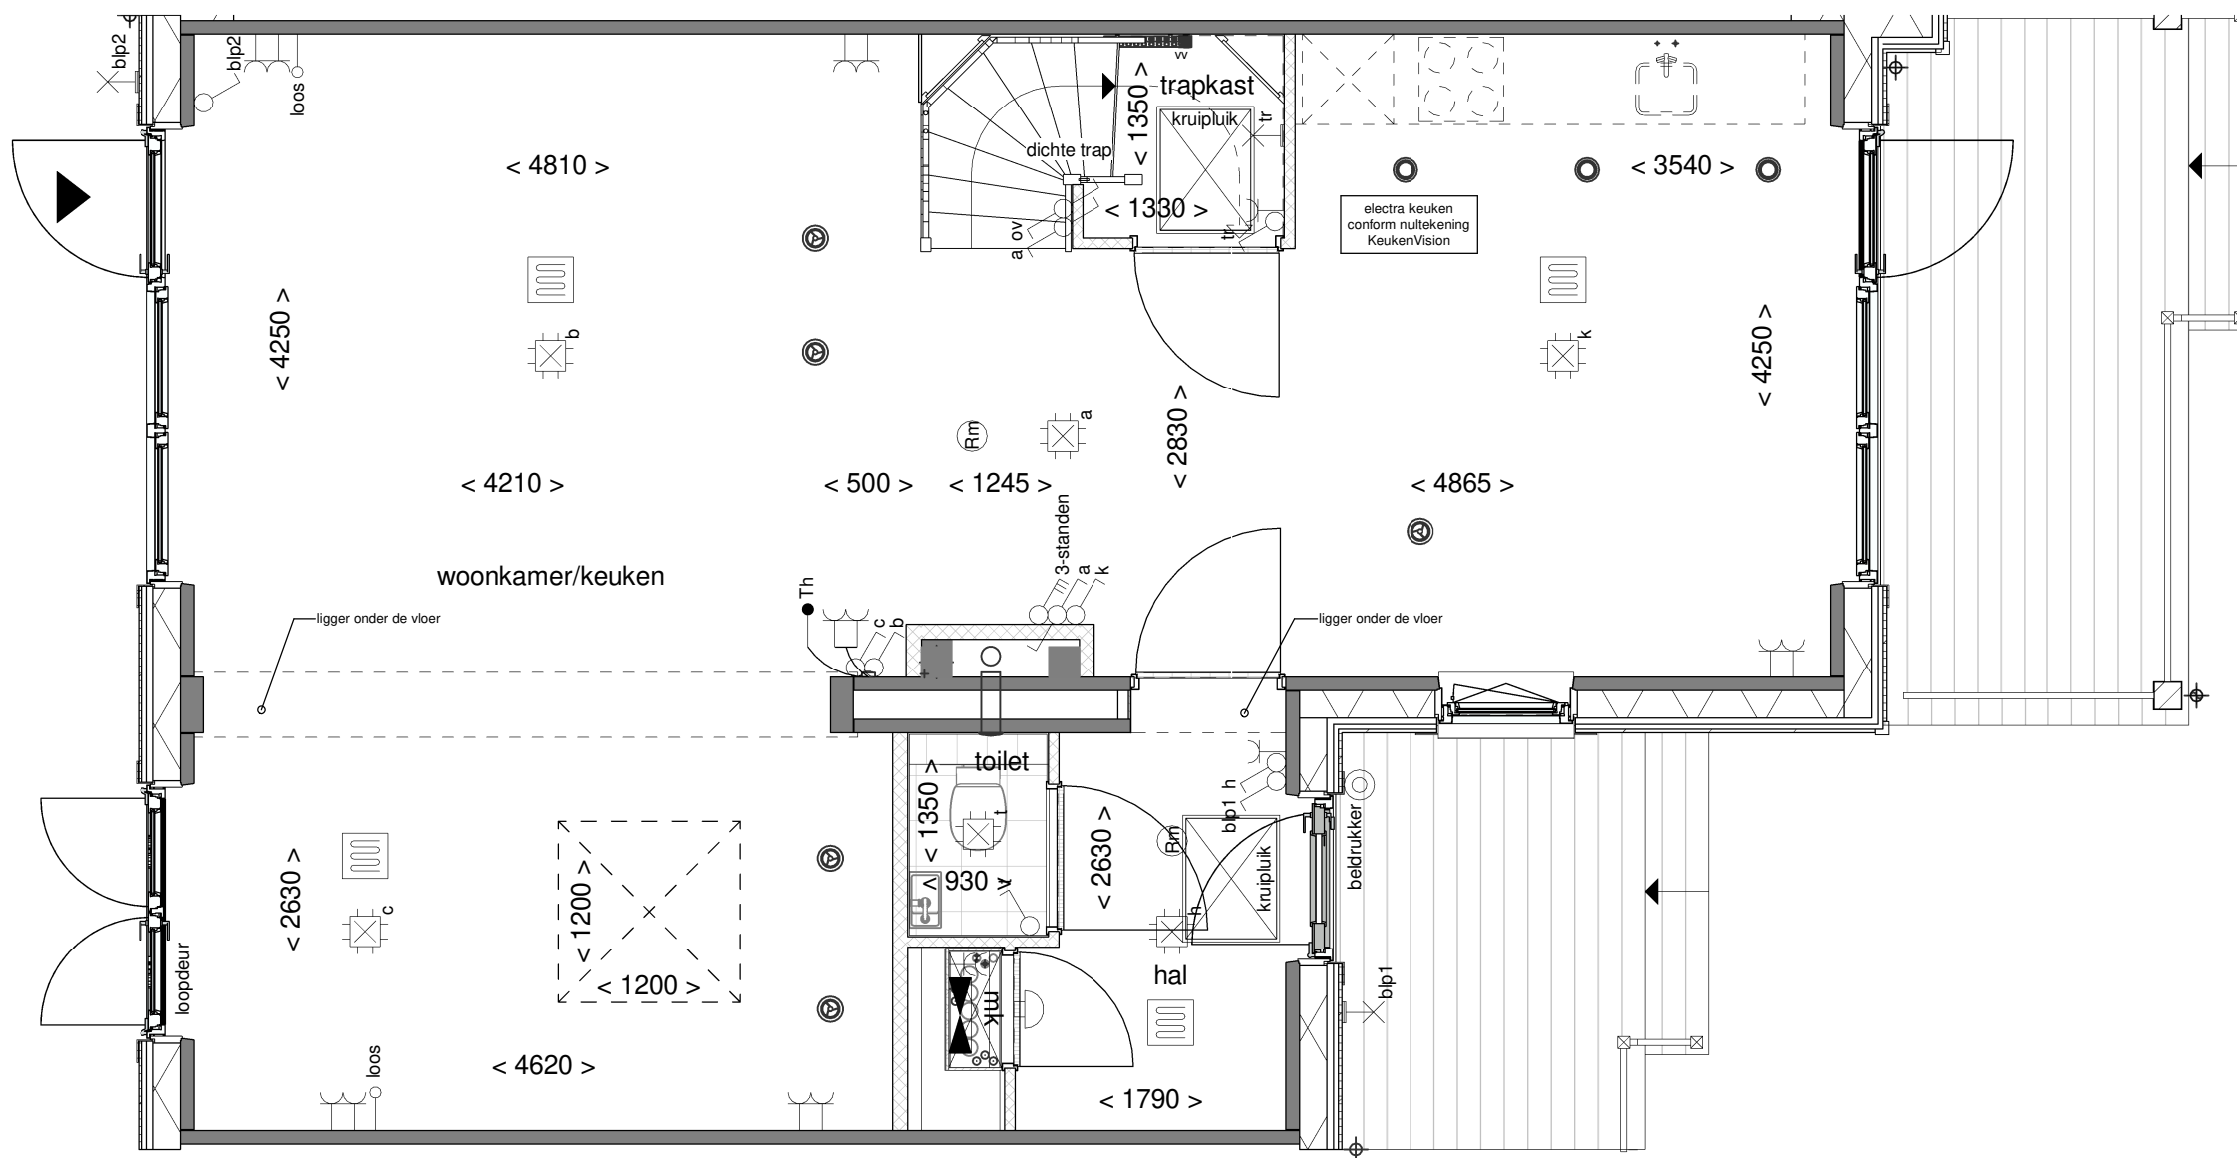 blp2
blp2
loos
vv
trapkast
< 1350 >
kruipluik
tr
dichte trap
< 4810 >
< 3540 >
< 1330 >
electra keuken
conform nultekening
KeukenVision
a ov
tr
< 4250 >
b
k
< 4250 >
Rm
a
< 2830 >
< 4210 >
< 500 >
< 1245 >
< 4865 >
3-standen
a
k
woonkamer/keuken
Th
ligger onder de vloer
c
b
ligger onder de vloer
toilet
< 1350 >
t
blp1 h
beldrukker
Rm
< 2630 >
kruipluik
< 930 >
t
< 2630 >
c
< 1200 >
h
loopdeur
< 1200 >
hal
blp1
mk
loos
< 4620 >
< 1790 >